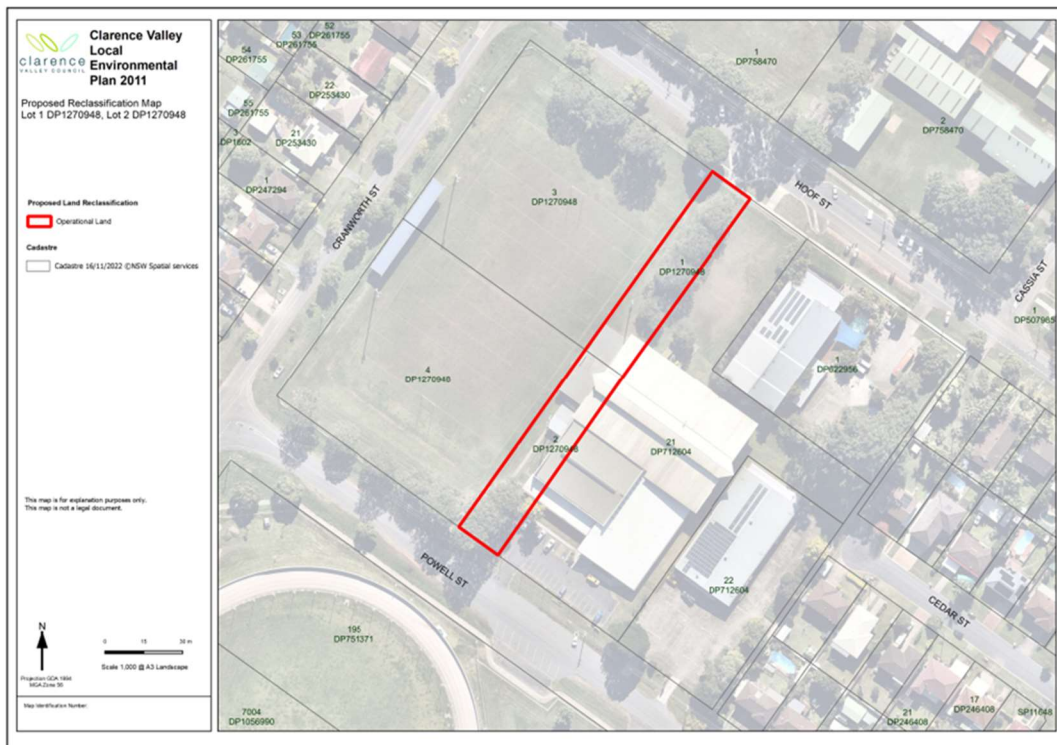 clarence
VALLEY COUNCIL
Clarence Valley
Local
Environmental
Plan 2011
Proposed Reclassification Map
Lot 1 DP1270948, Lot 2 DP1270948
Proposed Land Reclassification
Operational Land
Cadastre
Cadastre 16/11/2022 ©NSW Spatial services
This map is for explanation purposes only.
This map is not a legal document.
N
0 15 30 m
Scale 1:000 @ A3 Landscape
Projection GDA 1994
MGA Zone 56
Map Identification Number:
54
DP261755
53
DP261755
52
DP261755
22
DP253430
55
DP261755
21
DP253430
3
DP1602
1
DP247294
CRANWORTH ST
3
DP1270948
1
DP758470
2
DP758470
HOOF ST
CASSIA ST
1
DP507965
1
DP1270948
1
DP622956
4
DP1270948
2
DP1270948
21
DP712604
22
DP712604
POWELL ST
CEDAR ST
195
DP751371
7004
DP1056990
21
DP246408
17
DP246408
SP11648